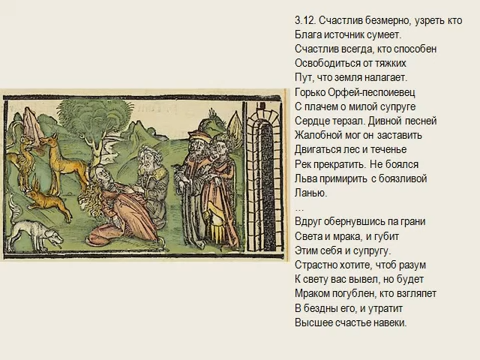 3.12. Счастлив безмерно, узреть кто
Блага источник сумеет.
Счастлив всегда, кто способен
Освободиться от тяжких
Пут, что земля налагает.
Горько Орфей-песпоиевец
С плачем о милой супруге
Сердце терзал. Дивной песней
Жалобной мог он заставить
Двигаться лес и теченье
Рек прекратить. Не боялся
Льва примирить с боязливой
Ланью.
…
Вдруг обернувшись па грани
Света и мрака, и губит
Этим себя и супругу.
Страстно хотите, чтоб разум
К свету вас вывел, но будет
Мраком погублен, кто взгляпет
В бездны его, и утратит
Высшее счастье навеки.